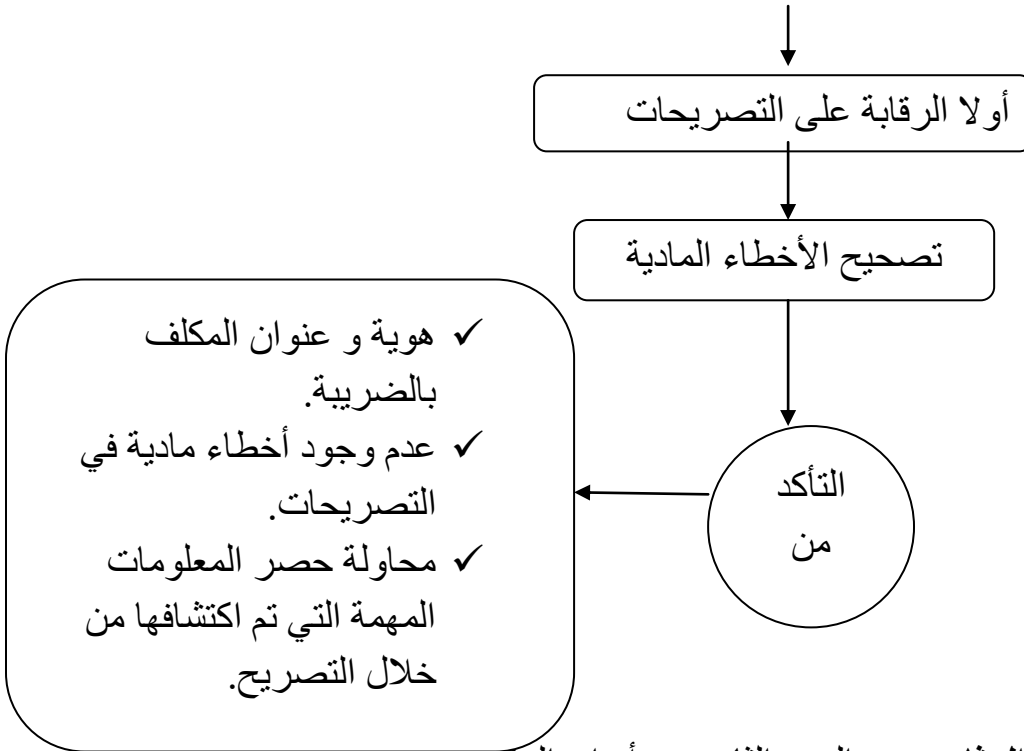 أولا الرقابة على التصريحات
تصحيح الأخطاء المادية
التأكد
من
✓ هوية و عنوان المكلف
بالضريبة.
✓ عدم وجود أخطاء مادية في
التصريحات.
✓ محاولة حصر المعلومات
المهمة التي تم اكتشافها من
خلال التصريح.